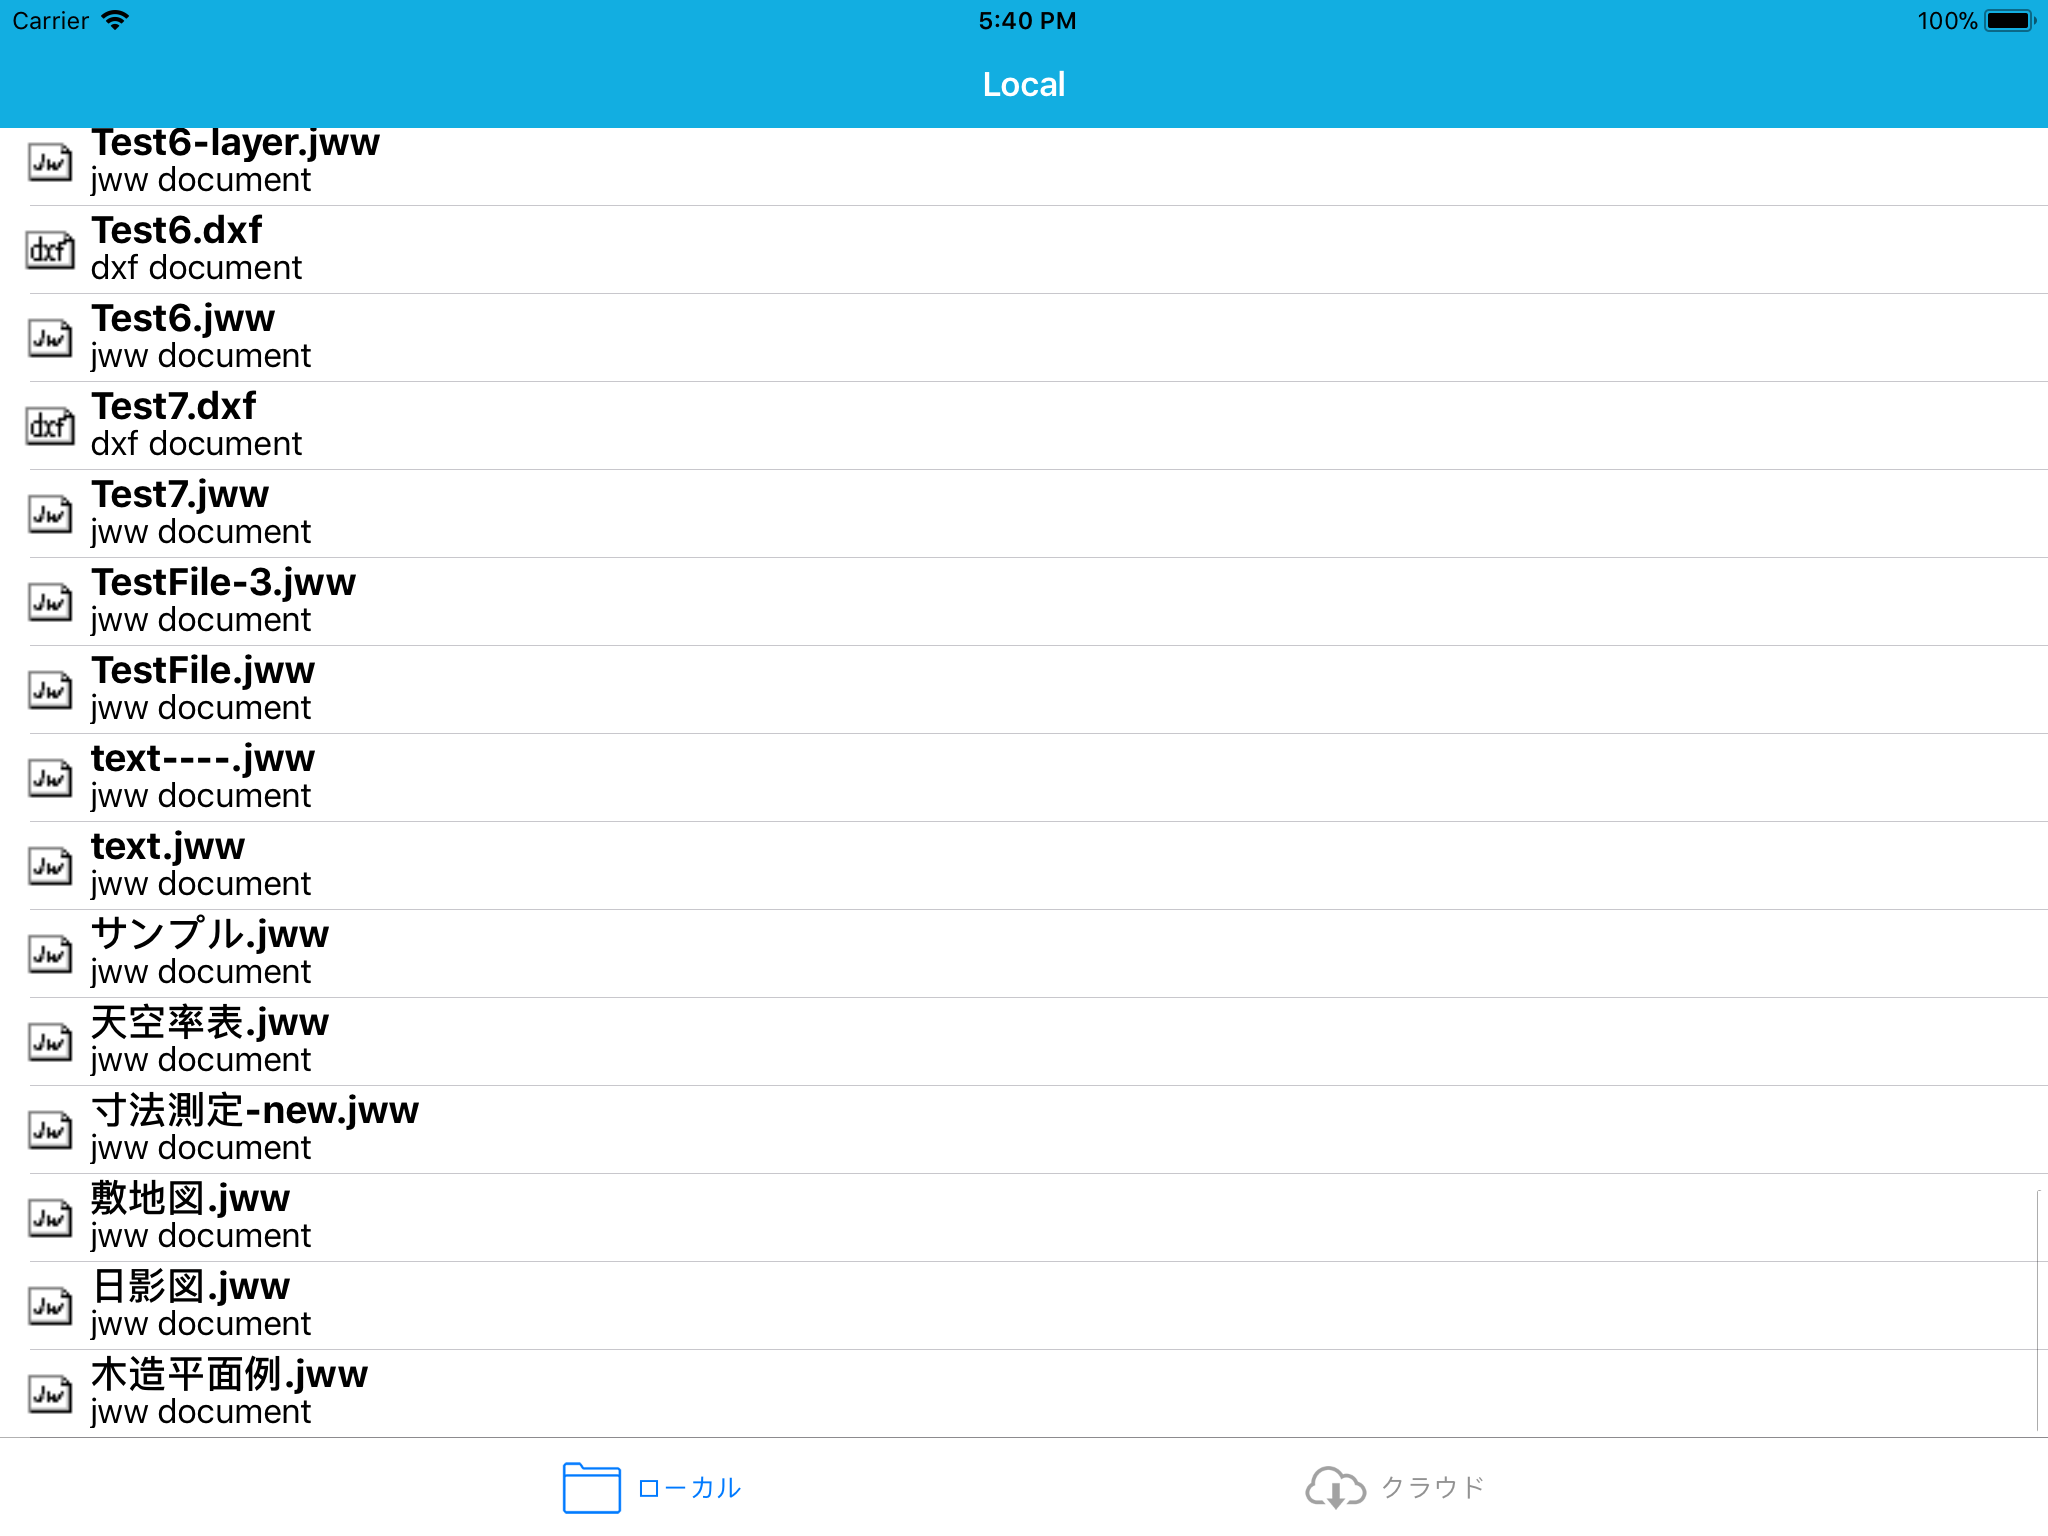 Carrier 5:40 PM 100%
Local
Jw Test6-layer.jww
jww document
dxf Test6.dxf
dxf document
Jw Test6.jww
jww document
dxf Test7.dxf
dxf document
Jw Test7.jww
jww document
Jw TestFile-3.jww
jww document
Jw TestFile.jww
jww document
Jw text----.jww
jww document
Jw text.jww
jww document
Jw サンプル.jww
jww document
Jw 天空率表.jww
jww document
Jw 寸法測定-new.jww
jww document
Jw 敷地図.jww
jww document
Jw 日影図.jww
jww document
Jw 木造平面例.jww
jww document
ローカル クラウド